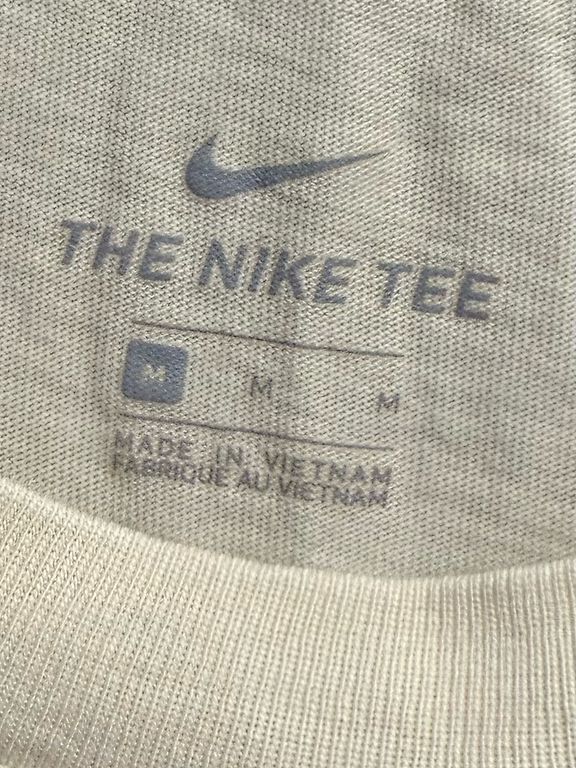 THE NIKE TEE
M M M
MADE IN VIETNAM
FABRIQUE AU VIETNAM